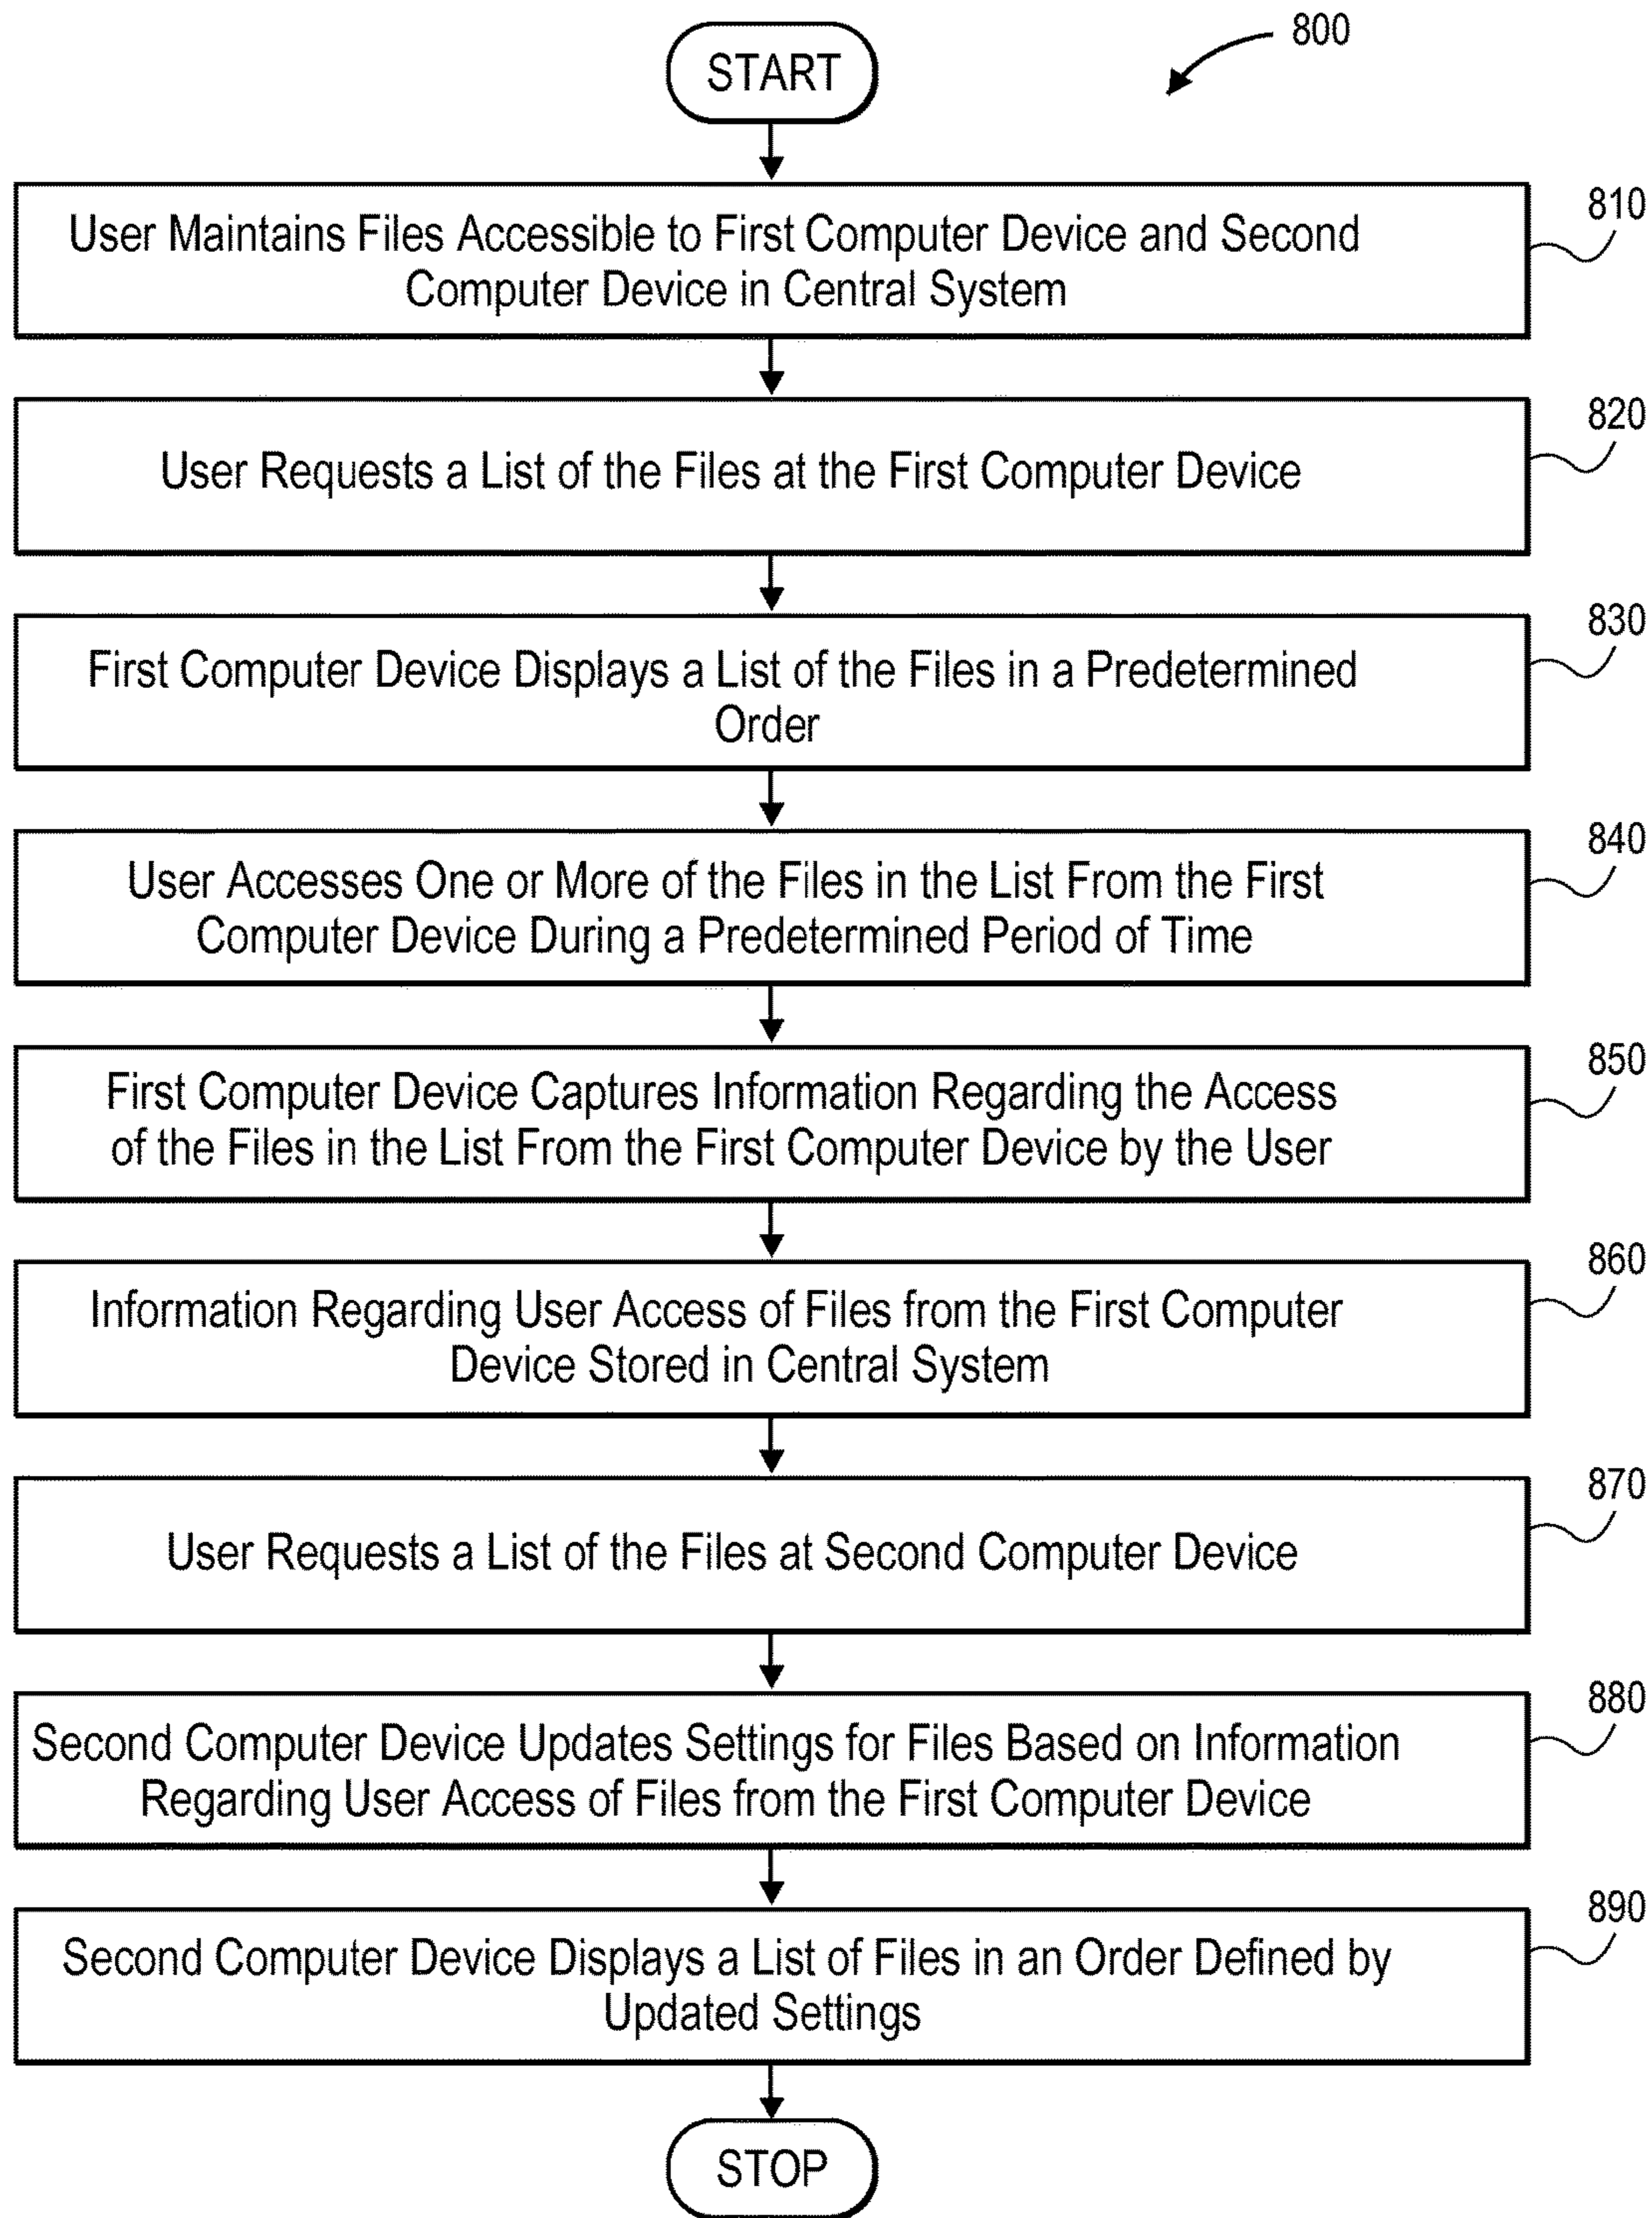 START
800
User Maintains Files Accessible to First Computer Device and Second
Computer Device in Central System
810
User Requests a List of the Files at the First Computer Device
820
First Computer Device Displays a List of the Files in a Predetermined
Order
830
User Accesses One or More of the Files in the List From the First
Computer Device During a Predetermined Period of Time
840
First Computer Device Captures Information Regarding the Access
of the Files in the List From the First Computer Device by the User
850
Information Regarding User Access of Files from the First Computer
Device Stored in Central System
860
User Requests a List of the Files at Second Computer Device
870
Second Computer Device Updates Settings for Files Based on Information
Regarding User Access of Files from the First Computer Device
880
Second Computer Device Displays a List of Files in an Order Defined by
Updated Settings
890
STOP